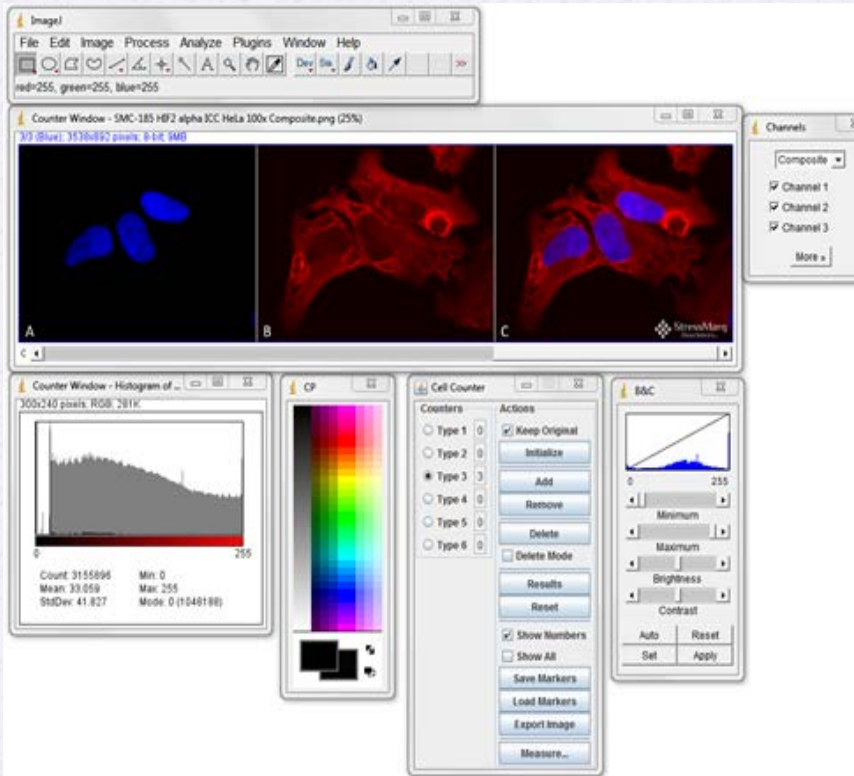 ImageJ
File Edit Image Process Analyze Plugins Window Help
Dev Stk
red=255, green=255, blue=255
Counter Window - SMC-185 HIF2 alpha ICC HeLa 100x Composite.png (25%)
3/3 (Blue); 3538x892 pixels; 8-bit; 9MB
A
B
C
StressMarq
C
Channels
Composite
Channel 1
Channel 2
Channel 3
More »
Counter Window - Histogram of ...
300x240 pixels; RGB; 281K
0
255
Count: 3155896
Min: 0
Mean: 33.059
Max: 255
StdDev: 41.827
Mode: 0 (1048188)
CP
Cell Counter
Counters
Actions
Type 1 0
Type 2 0
Type 3 3
Type 4 0
Type 5 0
Type 6 0
Keep Original
Initialize
Add
Remove
Delete
Delete Mode
Results
Reset
Show Numbers
Show All
Save Markers
Load Markers
Export Image
Measure...
B&C
0
255
Minimum
Maximum
Brightness
Contrast
Auto Reset
Set Apply